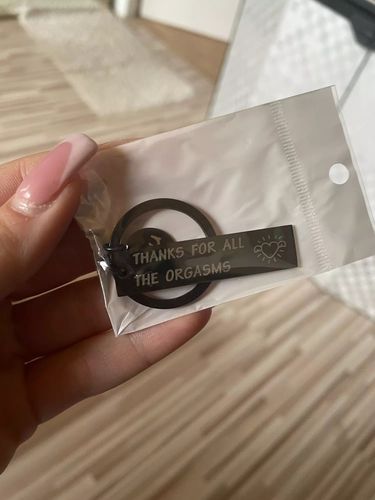 THANKS FOR ALL
THE ORGASMS